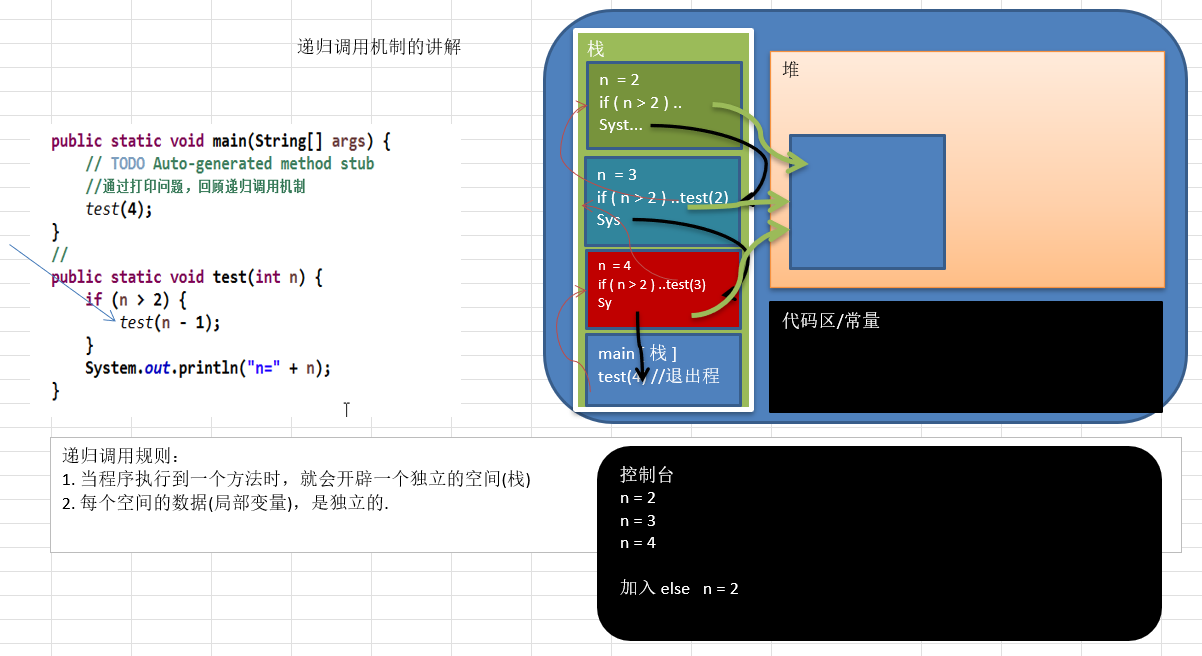 递归调用机制的讲解
public static void main(String[] args) {
// TODO Auto-generated method stub
//通过打印问题，回顾递归调用机制
test(4);
}
//
public static void test(int n) {
if (n > 2) {
test(n - 1);
}
System.out.println("n=" + n);
}
栈
n = 2
if ( n > 2 ) ..
Syst...
n = 3
if ( n > 2 ) ..test(2)
Sys
n = 4
if ( n > 2 ) ..test(3)
Sy
main [ 栈 ]
test(4) //退出程
堆
代码区/常量
递归调用规则：
1. 当程序执行到一个方法时，就会开辟一个独立的空间(栈)
2. 每个空间的数据(局部变量)，是独立的.
控制台
n = 2
n = 3
n = 4
加入 else n = 2